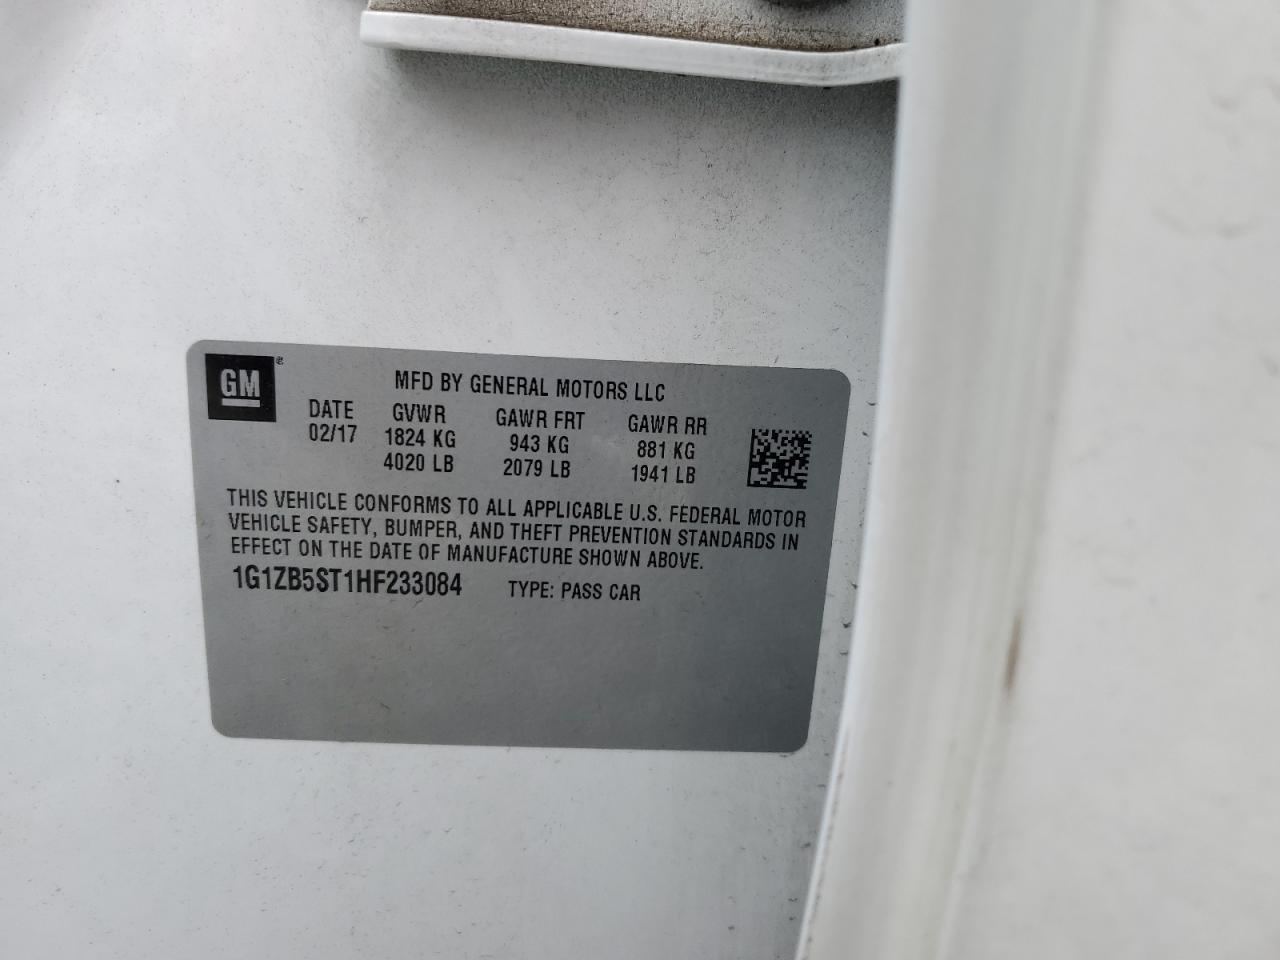 GM ®
MFD BY GENERAL MOTORS LLC
DATE GVWR GAWR FRT GAWR RR
02/17 1824 KG 943 KG 881 KG
4020 LB 2079 LB 1941 LB
THIS VEHICLE CONFORMS TO ALL APPLICABLE U.S. FEDERAL MOTOR
VEHICLE SAFETY, BUMPER, AND THEFT PREVENTION STANDARDS IN
EFFECT ON THE DATE OF MANUFACTURE SHOWN ABOVE.
1G1ZB5ST1HF233084 TYPE: PASS CAR